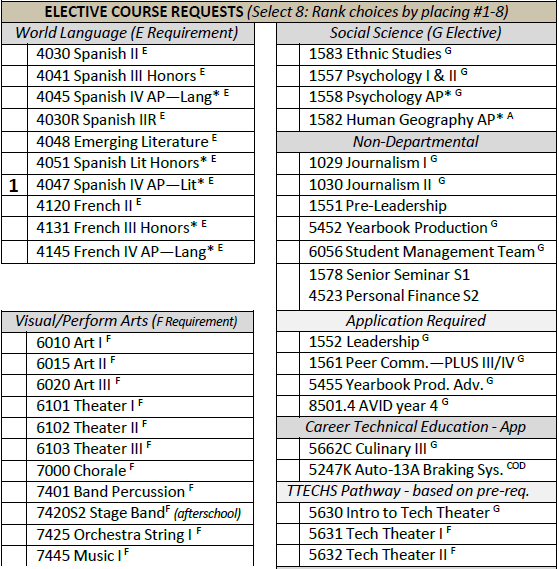 ELECTIVE COURSE REQUESTS (Select 8: Rank choices by placing #1-8)
World Language (E Requirement)
4030 Spanish II E
4041 Spanish III Honors E
4045 Spanish IV AP—Lang* E
4030R Spanish IIR E
4048 Emerging Literature E
4051 Spanish Lit Honors* E
1 4047 Spanish IV AP—Lit* E
4120 French II E
4131 French III Honors* E
4145 French IV AP—Lang* E
Visual/Perform Arts (F Requirement)
6010 Art I F
6015 Art II F
6020 Art III F
6101 Theater I F
6102 Theater II F
6103 Theater III F
7000 Chorale F
7401 Band Percussion F
7420S2 Stage Band F (afterschool)
7425 Orchestra String I F
7445 Music I F
Social Science (G Elective)
1583 Ethnic Studies G
1557 Psychology I & II G
1558 Psychology AP* G
1582 Human Geography AP* A
Non-Departmental
1029 Journalism I G
1030 Journalism II G
1551 Pre-Leadership
5452 Yearbook Production G
6056 Student Management Team G
1578 Senior Seminar S1
4523 Personal Finance S2
Application Required
1552 Leadership G
1561 Peer Comm.—PLUS III/IV G
5455 Yearbook Prod. Adv. G
8501.4 AVID year 4 G
Career Technical Education - App
5662C Culinary III G
5247K Auto-13A Braking Sys. COD
TTECHS Pathway - based on pre-req.
5630 Intro to Tech Theater G
5631 Tech Theater I F
5632 Tech Theater II F